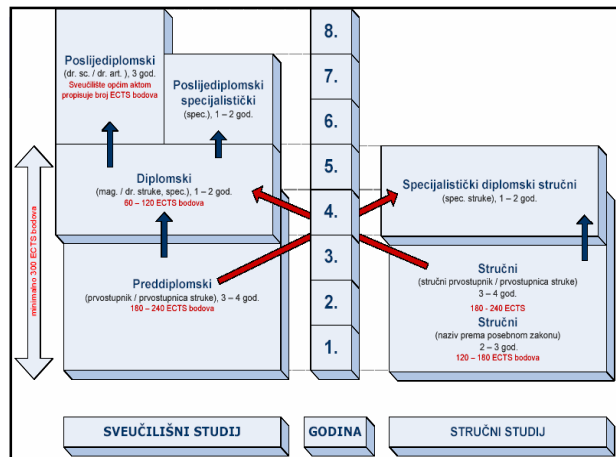 Poslijediplomski
(dr. sc. / dr. art. ), 3 god.
Sveučilište općim aktom
propisuje broj ECTS bodova
Poslijediplomski
specijalistički
(spec.), 1 – 2 god.
Diplomski
(mag. / dr. struke, spec.), 1 – 2 god.
60 – 120 ECTS bodova
Preddiplomski
(prvostupnik / prvostupnica struke), 3 – 4 god.
180 – 240 ECTS bodova
minimalno 300 ECTS bodova
8.
7.
6.
5.
4.
3.
2.
1.
Specijalistički diplomski stručni
(spec. struke), 1 – 2 god.
Stručni
(stručni prvostupnik / prvostupnica struke)
3 – 4 god.
180 - 240 ECTS
Stručni
(naziv prema posebnom zakonu)
2 – 3 god.
120 – 180 ECTS bodova
SVEUČILIŠNI STUDIJ
GODINA
STRUČNI STUDIJ